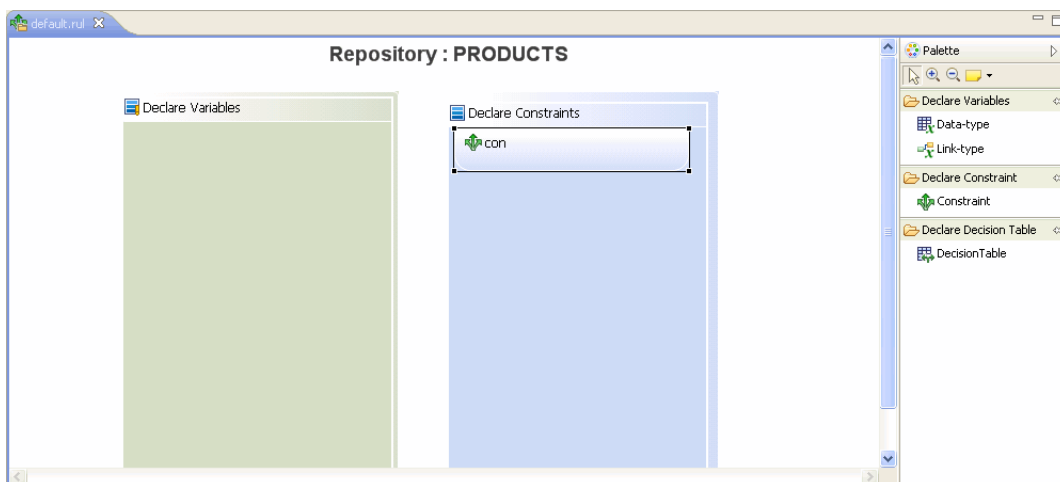 default.rul
Repository : PRODUCTS
Declare Variables
Declare Constraints
con
Palette
Declare Variables
Data-type
Link-type
Declare Constraint
Constraint
Declare Decision Table
DecisionTable